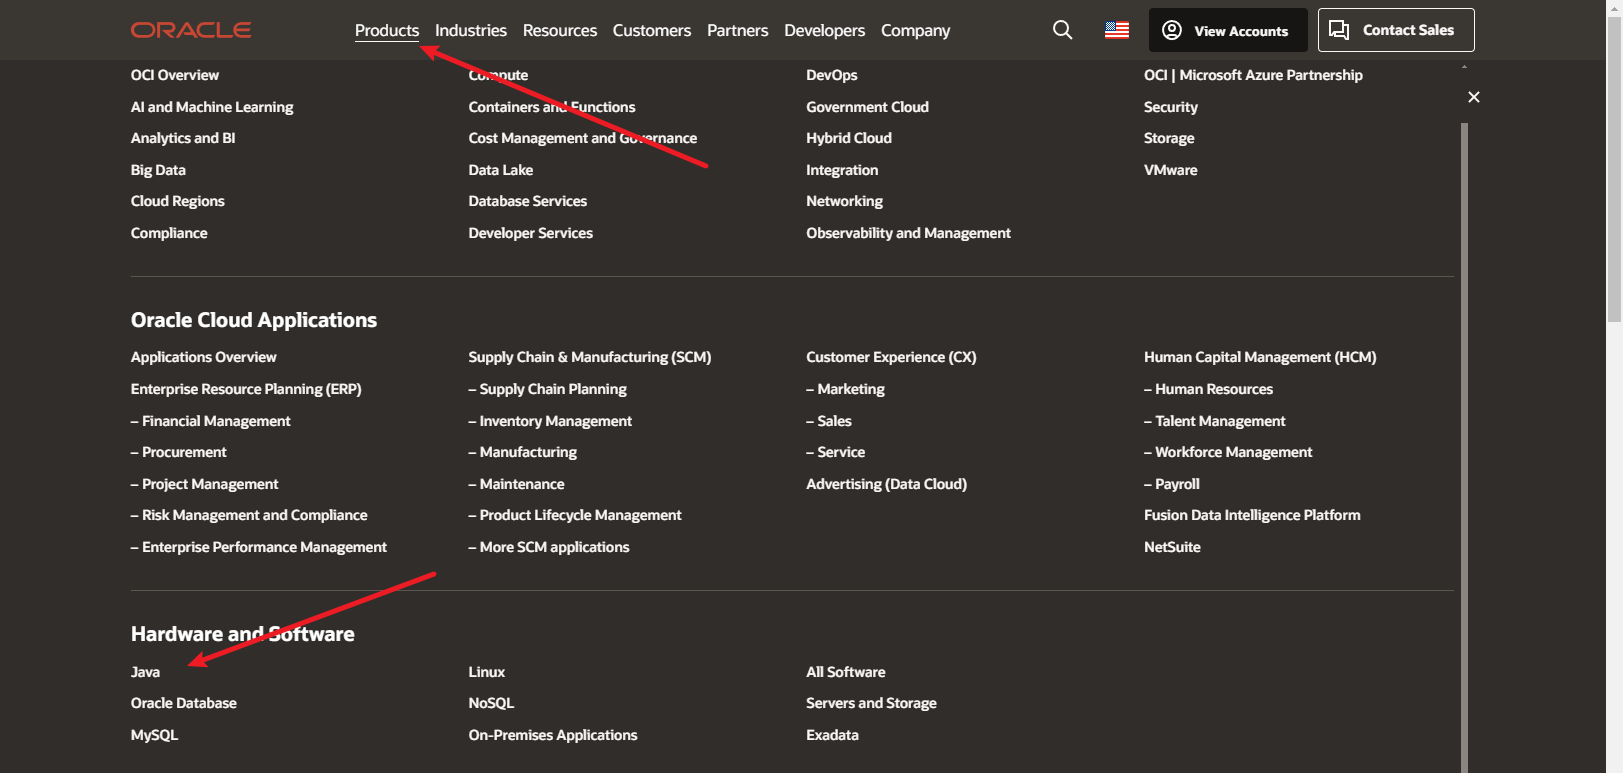 ORACLE
Products Industries Resources Customers Partners Developers Company
View Accounts
Contact Sales
OCI Overview
AI and Machine Learning
Analytics and BI
Big Data
Cloud Regions
Compliance
Compute
Containers and Functions
Cost Management and Governance
Data Lake
Database Services
Developer Services
DevOps
Government Cloud
Hybrid Cloud
Integration
Networking
Observability and Management
OCI | Microsoft Azure Partnership
Security
Storage
VMware
Oracle Cloud Applications
Applications Overview
Enterprise Resource Planning (ERP)
– Financial Management
– Procurement
– Project Management
– Risk Management and Compliance
– Enterprise Performance Management
Supply Chain & Manufacturing (SCM)
– Supply Chain Planning
– Inventory Management
– Manufacturing
– Maintenance
– Product Lifecycle Management
– More SCM applications
Customer Experience (CX)
– Marketing
– Sales
– Service
Advertising (Data Cloud)
Human Capital Management (HCM)
– Human Resources
– Talent Management
– Workforce Management
– Payroll
Fusion Data Intelligence Platform
NetSuite
Hardware and Software
Java
Oracle Database
MySQL
Linux
NoSQL
On-Premises Applications
All Software
Servers and Storage
Exadata